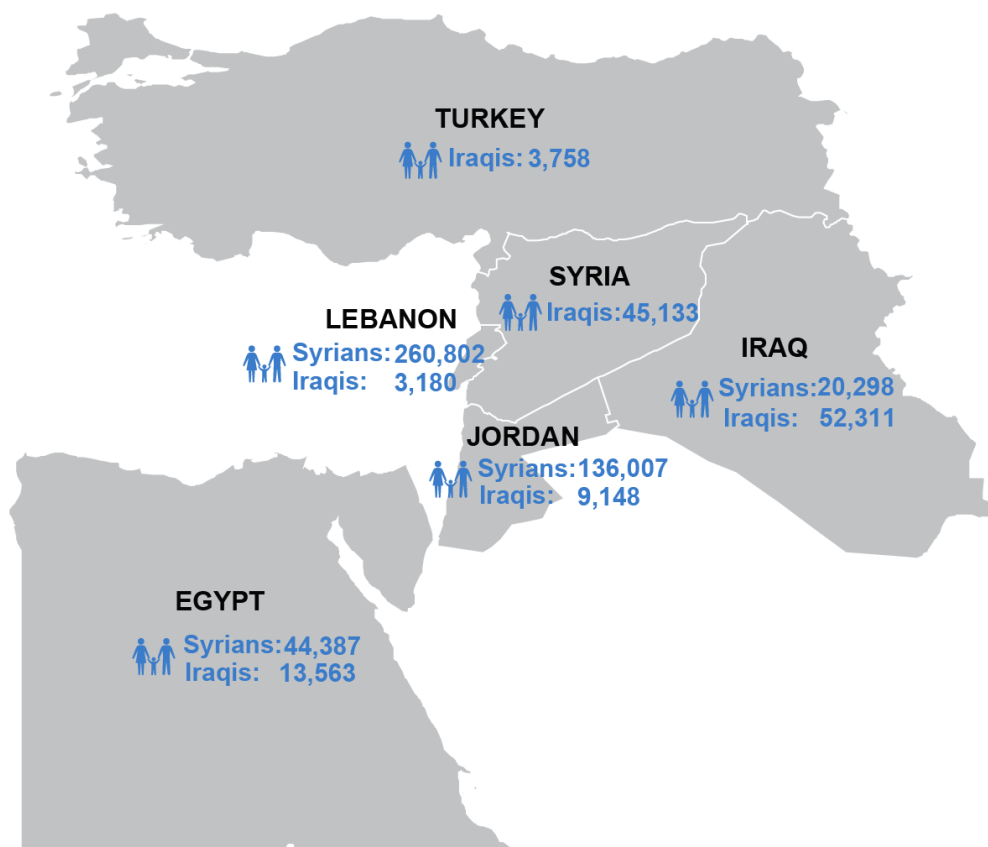 TURKEY
Iraqis: 3,758
SYRIA
Iraqis: 45,133
LEBANON
Syrians: 260,802
Iraqis: 3,180
IRAQ
Syrians: 20,298
Iraqis: 52,311
JORDAN
Syrians: 136,007
Iraqis: 9,148
EGYPT
Syrians: 44,387
Iraqis: 13,563